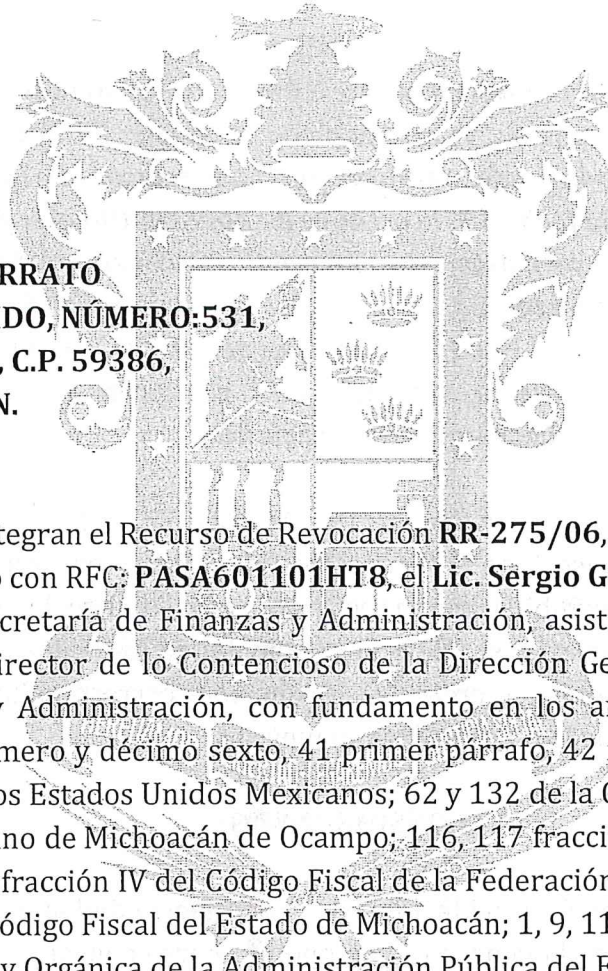 RRATO
DO, NÚMERO:531,
, C.P. 59386,
N.
tegran el Recurso de Revocación RR-275/06,
o con RFC: PASA601101HT8, el Lic. Sergio G
cretaría de Finanzas y Administración, asist
irector de lo Contencioso de la Dirección Ge
y Administración, con fundamento en los a
mero y décimo sexto, 41 primer párrafo, 42
os Estados Unidos Mexicanos; 62 y 132 de la C
ano de Michoacán de Ocampo; 116, 117 fracci
fracción IV del Código Fiscal de la Federación
ódigo Fiscal del Estado de Michoacán; 1, 9, 11
y Orgánica de la Administración Pública del E